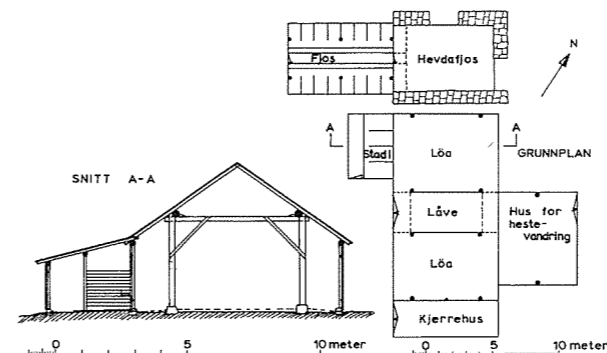 Fjos
Hevdafjos
N
A
A
Stall
Löa
GRUNNPLAN
SNITT A-A
Låve
Hus for
heste-
vandring
Löa
Kjerrehus
0 5 10 meter
0 5 10 meter